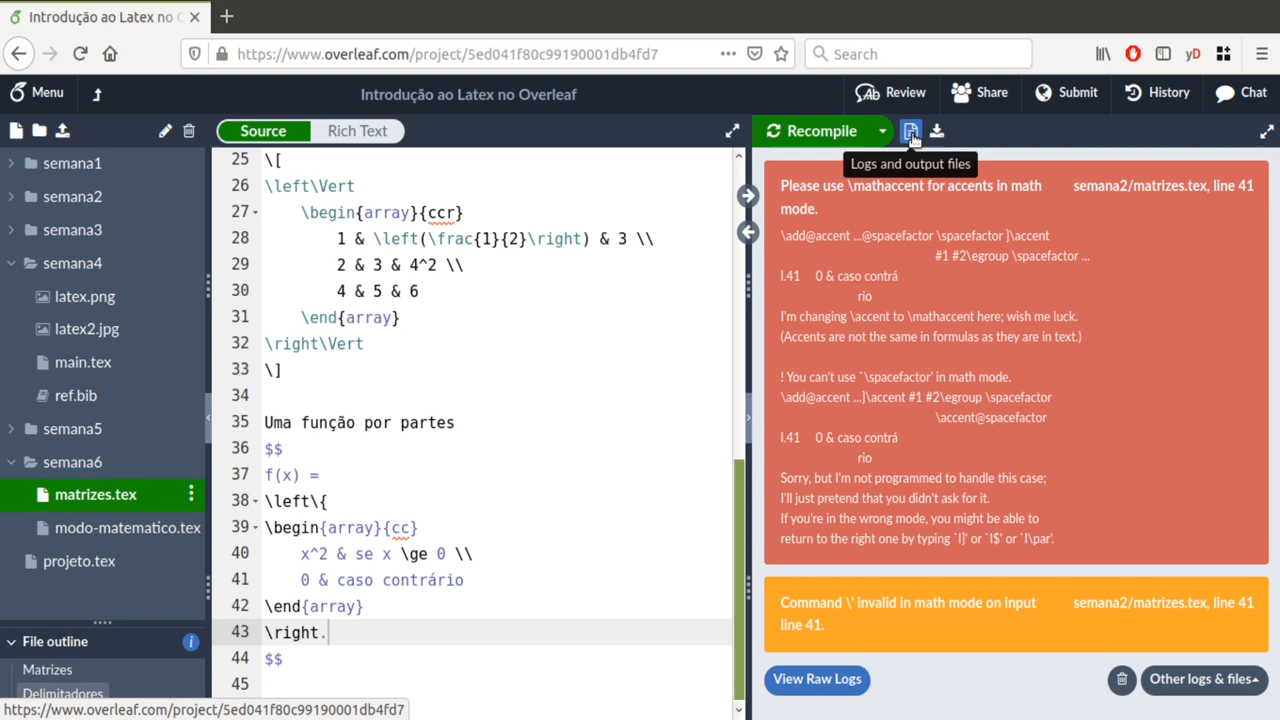 Introdução ao Latex no O
https://www.overleaf.com/project/5ed041f80c99190001db4fd7
Search
yD
Menu
Introdução ao Latex no Overleaf
Review
Share
Submit
History
Chat
Source
Rich Text
Recompile
Logs and output files
semana1
semana2
semana3
semana4
latex.png
latex2.jpg
main.tex
ref.bib
semana5
semana6
matrizes.tex
modo-matematico.tex
projeto.tex
File outline
Matrizes
Delimitadores
25 \[
26 \left\Vert
27 \begin{array}{ccr}
28 1 & \left(\frac{1}{2}\right) & 3 \\
29 2 & 3 & 4^2 \\
30 4 & 5 & 6
31 \end{array}
32 \right\Vert
33 \]
34
35 Uma função por partes
36 $$
37 f(x) =
38 \left\{
39 \begin{array}{cc}
40 x^2 & se x \ge 0 \\
41 0 & caso contrário
42 \end{array}
43 \right.
44 $$
45
Please use \mathaccent for accents in math mode.
semana2/matrizes.tex, line 41
\add@accent ...@spacefactor \spacefactor }\accent
#1 #2\egroup \spacefactor ...
l.41 0 & caso contrá
rio
I'm changing \accent to \mathaccent here; wish me luck.
(Accents are not the same in formulas as they are in text.)
! You can't use `\spacefactor' in math mode.
\add@accent ...}\accent #1 #2\egroup \spacefactor
\accent@spacefactor
l.41 0 & caso contrá
rio
Sorry, but I'm not programmed to handle this case;
I'll just pretend that you didn't ask for it.
If you're in the wrong mode, you might be able to
return to the right one by typing `I}' or `I$' or `I\par'.
Command \' invalid in math mode on input line 41.
semana2/matrizes.tex, line 41
View Raw Logs
Other logs & files
https://www.overleaf.com/project/5ed041f80c99190001db4fd7